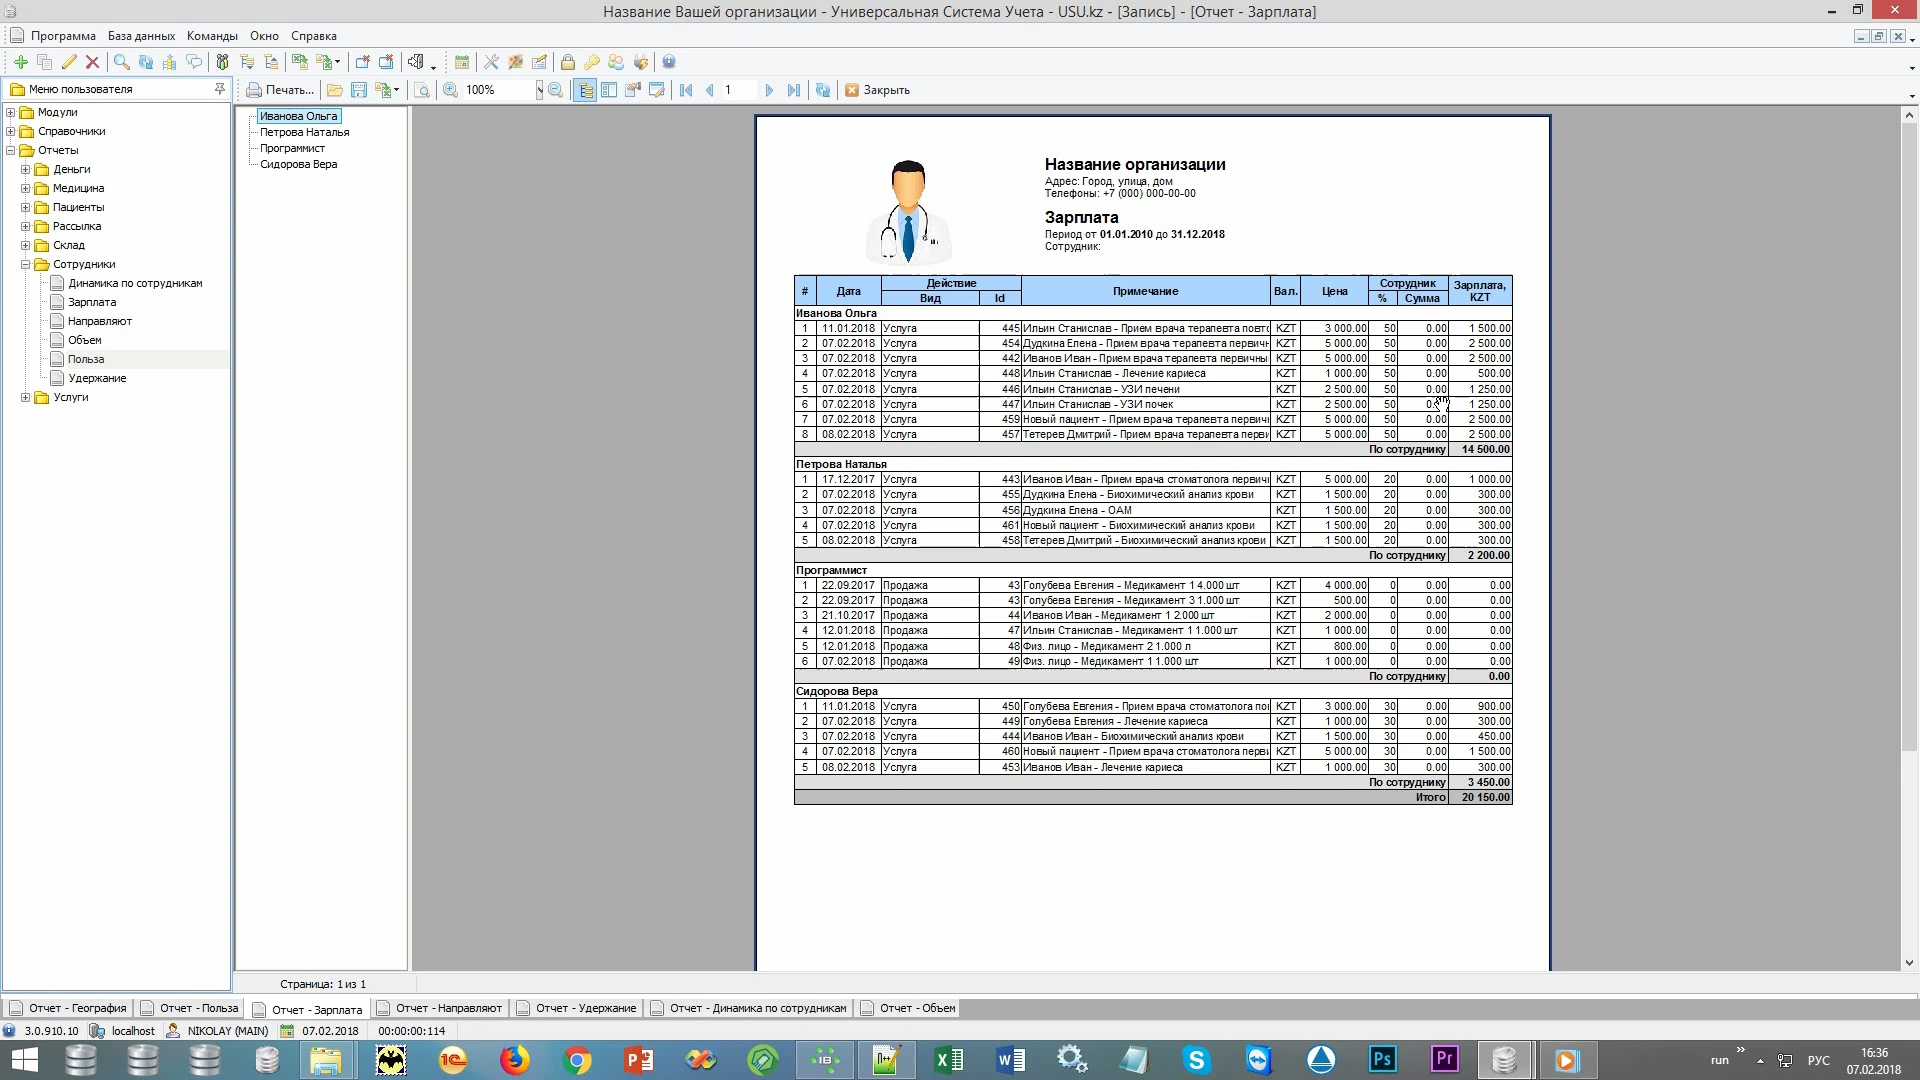 Название Вашей организации - Универсальная Система Учета - USU.kz - [Запись] - [Отчет - Зарплата]
Программа База данных Команды Окно Справка
Меню пользователя
Печать... 100% 1 Закрыть
Модули
Справочники
Отчеты
Деньги
Медицина
Пациенты
Рассылка
Склад
Сотрудники
Динамика по сотрудникам
Зарплата
Направляют
Объем
Польза
Удержание
Услуги
Иванова Ольга
Петрова Наталья
Программист
Сидорова Вера
Название организации
Адрес: Город, улица, дом
Телефоны: +7 (000) 000-00-00
Зарплата
Период от 01.01.2010 до 31.12.2018
Сотрудник:
# Дата Действие Примечание Вал. Цена Сотрудник Зарплата, KZT
Вид Id % Сумма
Иванова Ольга
1 11.01.2018 Услуга 445 Ильин Станислав - Прием врача терапевта повто KZT 3 000.00 50 0.00 1 500.00
2 07.02.2018 Услуга 454 Дудкина Елена - Прием врача терапевта первичн KZT 5 000.00 50 0.00 2 500.00
3 07.02.2018 Услуга 442 Иванов Иван - Прием врача терапевта первичны KZT 5 000.00 50 0.00 2 500.00
4 07.02.2018 Услуга 448 Ильин Станислав - Лечение кариеса KZT 1 000.00 50 0.00 500.00
5 07.02.2018 Услуга 446 Ильин Станислав - УЗИ печени KZT 2 500.00 50 0.00 1 250.00
6 07.02.2018 Услуга 447 Ильин Станислав - УЗИ почек KZT 2 500.00 50 0.00 1 250.00
7 07.02.2018 Услуга 459 Новый пациент - Прием врача терапевта первичн KZT 5 000.00 50 0.00 2 500.00
8 08.02.2018 Услуга 457 Тетерев Дмитрий - Прием врача терапевта перви KZT 5 000.00 50 0.00 2 500.00
По сотруднику 14 500.00
Петрова Наталья
1 17.12.2017 Услуга 443 Иванов Иван - Прием врача стоматолога первич KZT 5 000.00 20 0.00 1 000.00
2 07.02.2018 Услуга 455 Дудкина Елена - Биохимический анализ крови KZT 1 500.00 20 0.00 300.00
3 07.02.2018 Услуга 456 Дудкина Елена - ОАМ KZT 1 500.00 20 0.00 300.00
4 07.02.2018 Услуга 461 Новый пациент - Биохимический анализ крови KZT 1 500.00 20 0.00 300.00
5 08.02.2018 Услуга 458 Тетерев Дмитрий - Биохимический анализ крови KZT 1 500.00 20 0.00 300.00
По сотруднику 2 200.00
Программист
1 22.09.2017 Продажа 43 Голубева Евгения - Медикамент 1 4.000 шт KZT 4 000.00 0 0.00 0.00
2 22.09.2017 Продажа 43 Голубева Евгения - Медикамент 3 1.000 шт KZT 500.00 0 0.00 0.00
3 21.10.2017 Продажа 44 Иванов Иван - Медикамент 1 2.000 шт KZT 2 000.00 0 0.00 0.00
4 12.01.2018 Продажа 47 Ильин Станислав - Медикамент 1 1.000 шт KZT 1 000.00 0 0.00 0.00
5 12.01.2018 Продажа 48 Физ. лицо - Медикамент 2 1.000 л KZT 800.00 0 0.00 0.00
6 07.02.2018 Продажа 49 Физ. лицо - Медикамент 1 1.000 шт KZT 1 000.00 0 0.00 0.00
По сотруднику 0.00
Сидорова Вера
1 11.01.2018 Услуга 450 Голубева Евгения - Прием врача стоматолога по KZT 3 000.00 30 0.00 900.00
2 07.02.2018 Услуга 449 Голубева Евгения - Лечение кариеса KZT 1 000.00 30 0.00 300.00
3 07.02.2018 Услуга 444 Иванов Иван - Биохимический анализ крови KZT 1 500.00 30 0.00 450.00
4 07.02.2018 Услуга 460 Новый пациент - Прием врача стоматолога перви KZT 5 000.00 30 0.00 1 500.00
5 08.02.2018 Услуга 453 Иванов Иван - Лечение кариеса KZT 1 000.00 30 0.00 300.00
По сотруднику 3 450.00
Итого 20 150.00
Страница: 1 из 1
Отчет - География Отчет - Польза Отчет - Зарплата Отчет - Направляют Отчет - Удержание Отчет - Динамика по сотрудникам Отчет - Объем
3.0.910.10 localhost NIKOLAY (MAIN) 07.02.2018 00:00:00:114
run РУС 16:36
07.02.2018